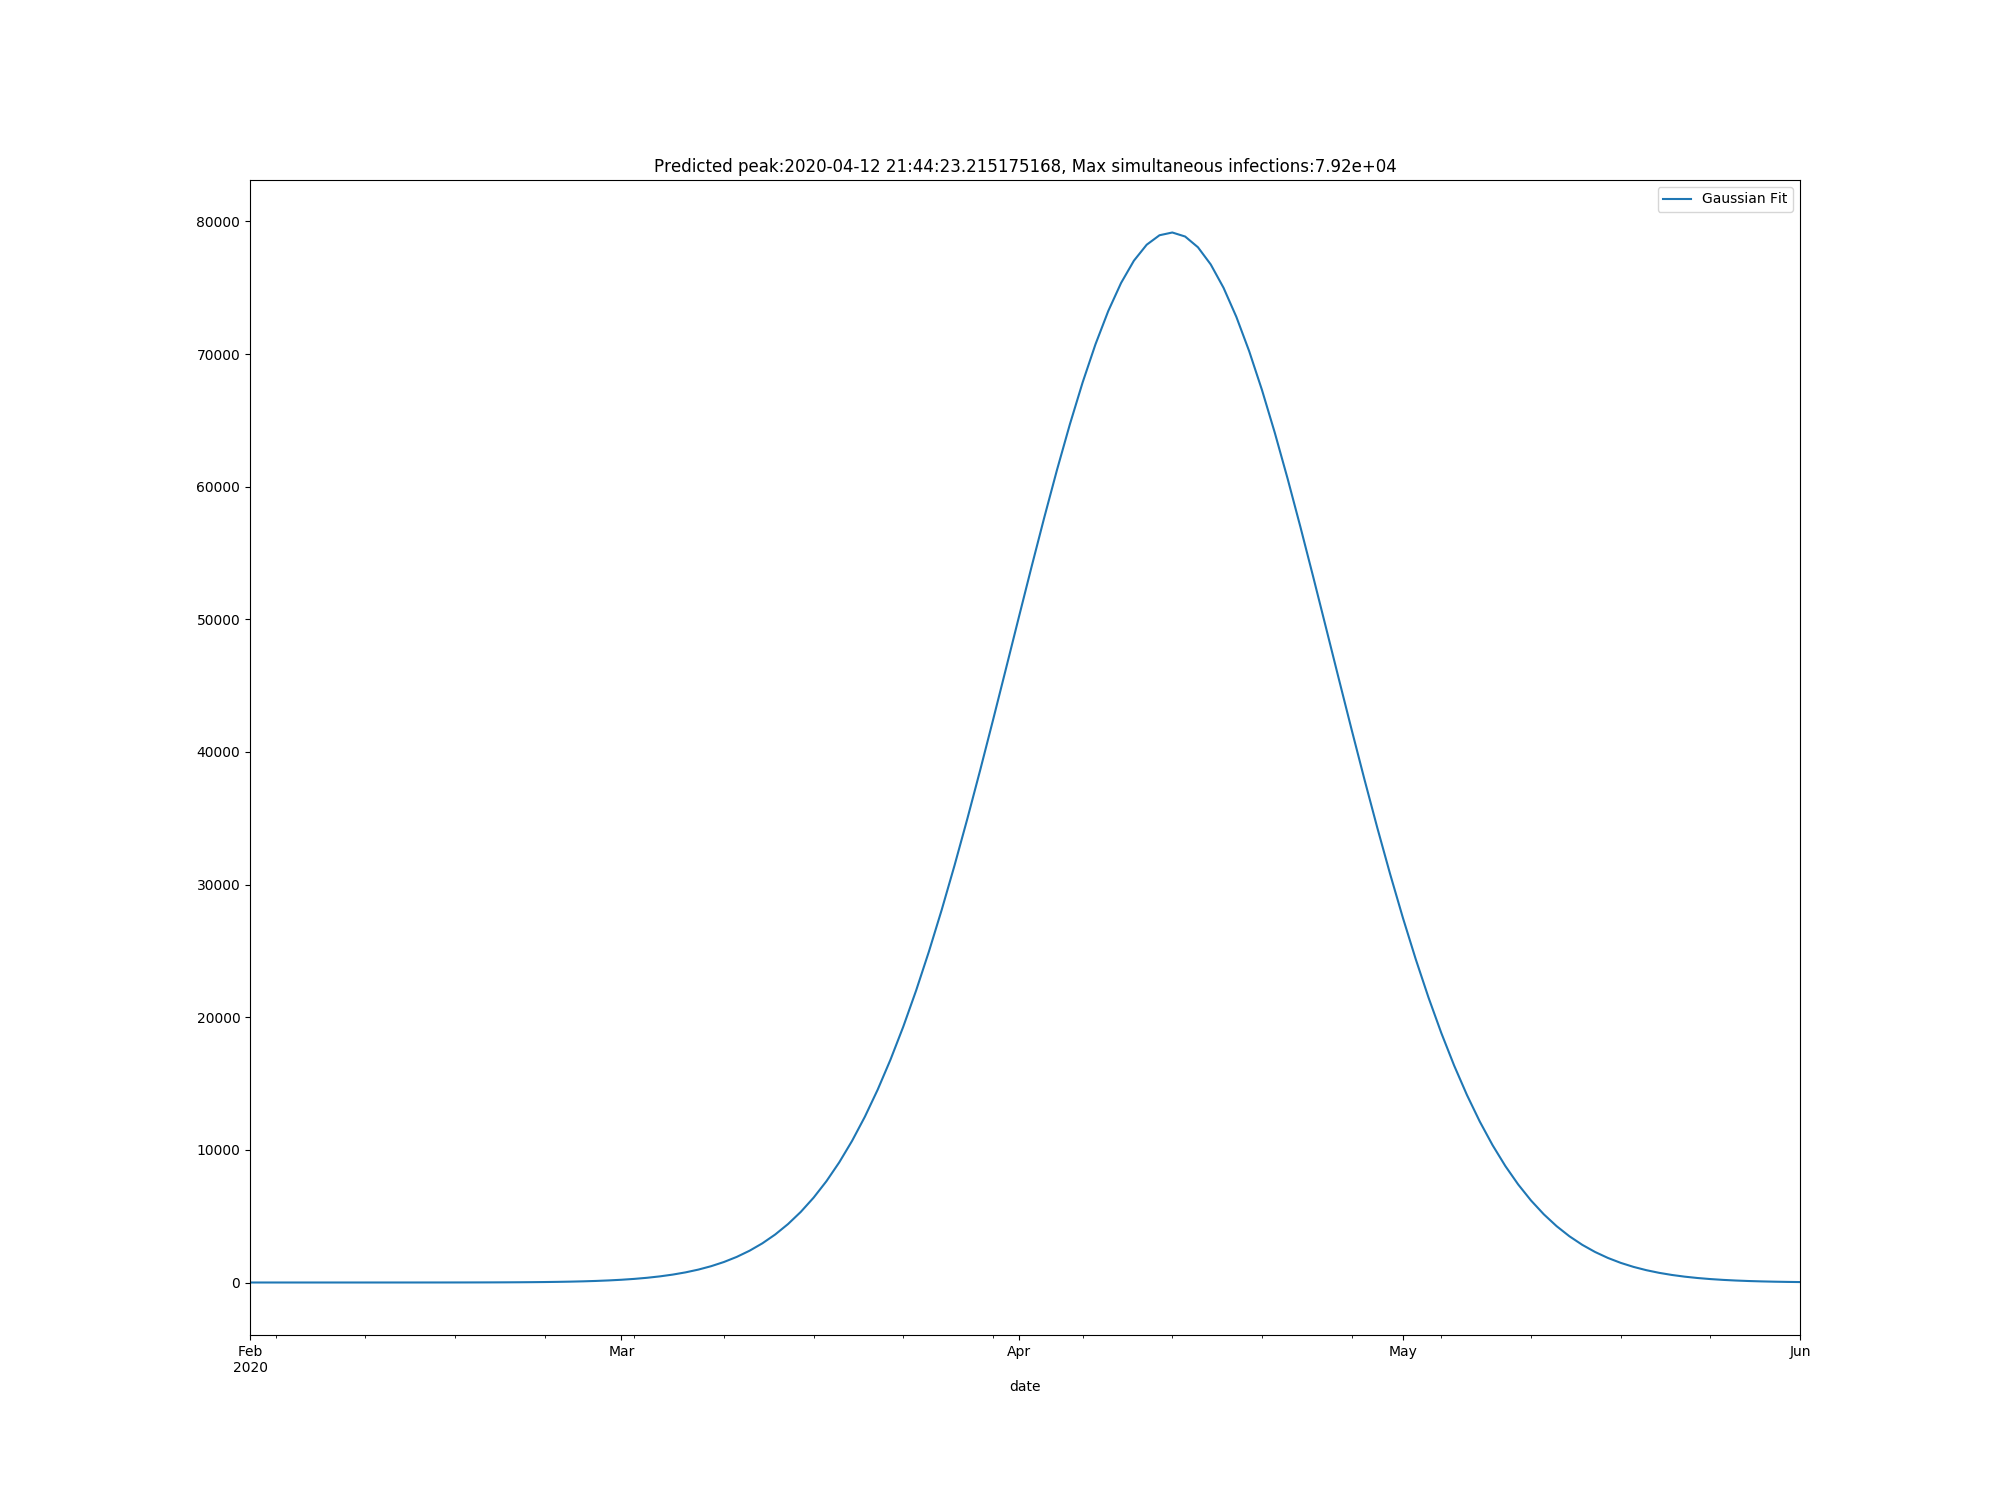 Predicted peak:2020-04-12 21:44:23.215175168, Max simultaneous infections:7.92e+04
Gaussian Fit
80000
70000
60000
50000
40000
30000
20000
10000
0
Feb Mar Apr May Jun
2020
date